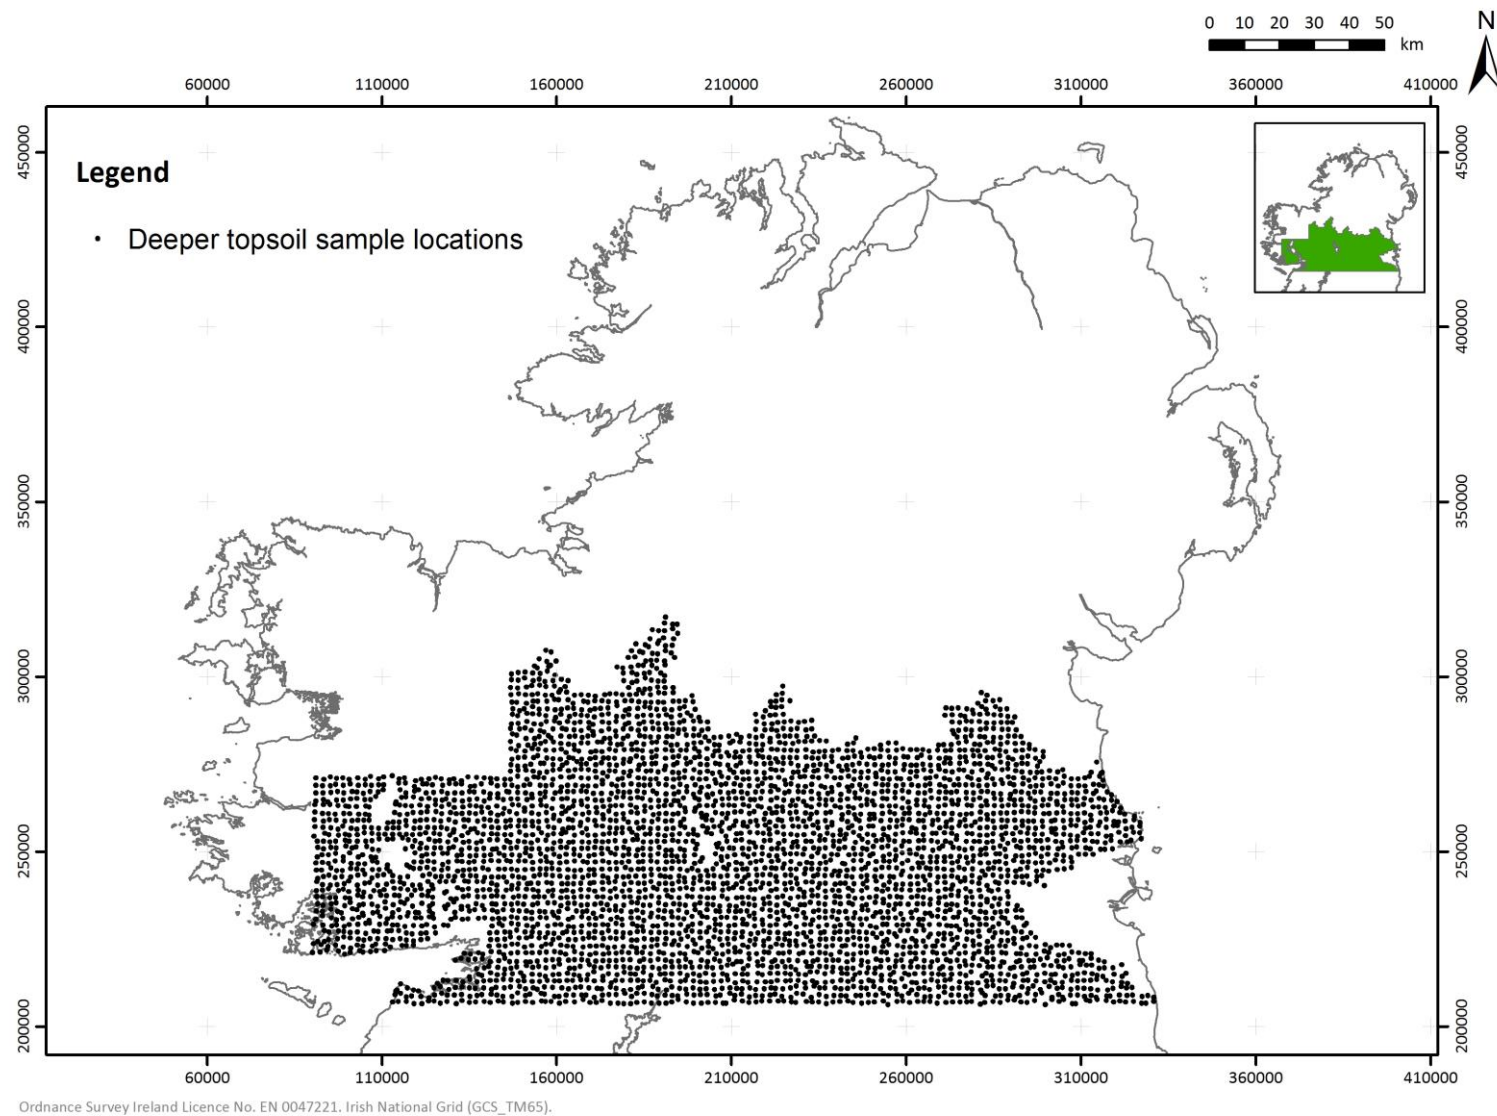 0 10 20 30 40 50
km
N
60000 110000 160000 210000 260000 310000 360000 410000
450000 450000
Legend
Deeper topsoil sample locations
400000 400000
350000 350000
300000 300000
250000 250000
200000 200000
60000 110000 160000 210000 260000 310000 360000 410000
Ordnance Survey Ireland Licence No. EN 0047221. Irish National Grid (GCS_TM65).